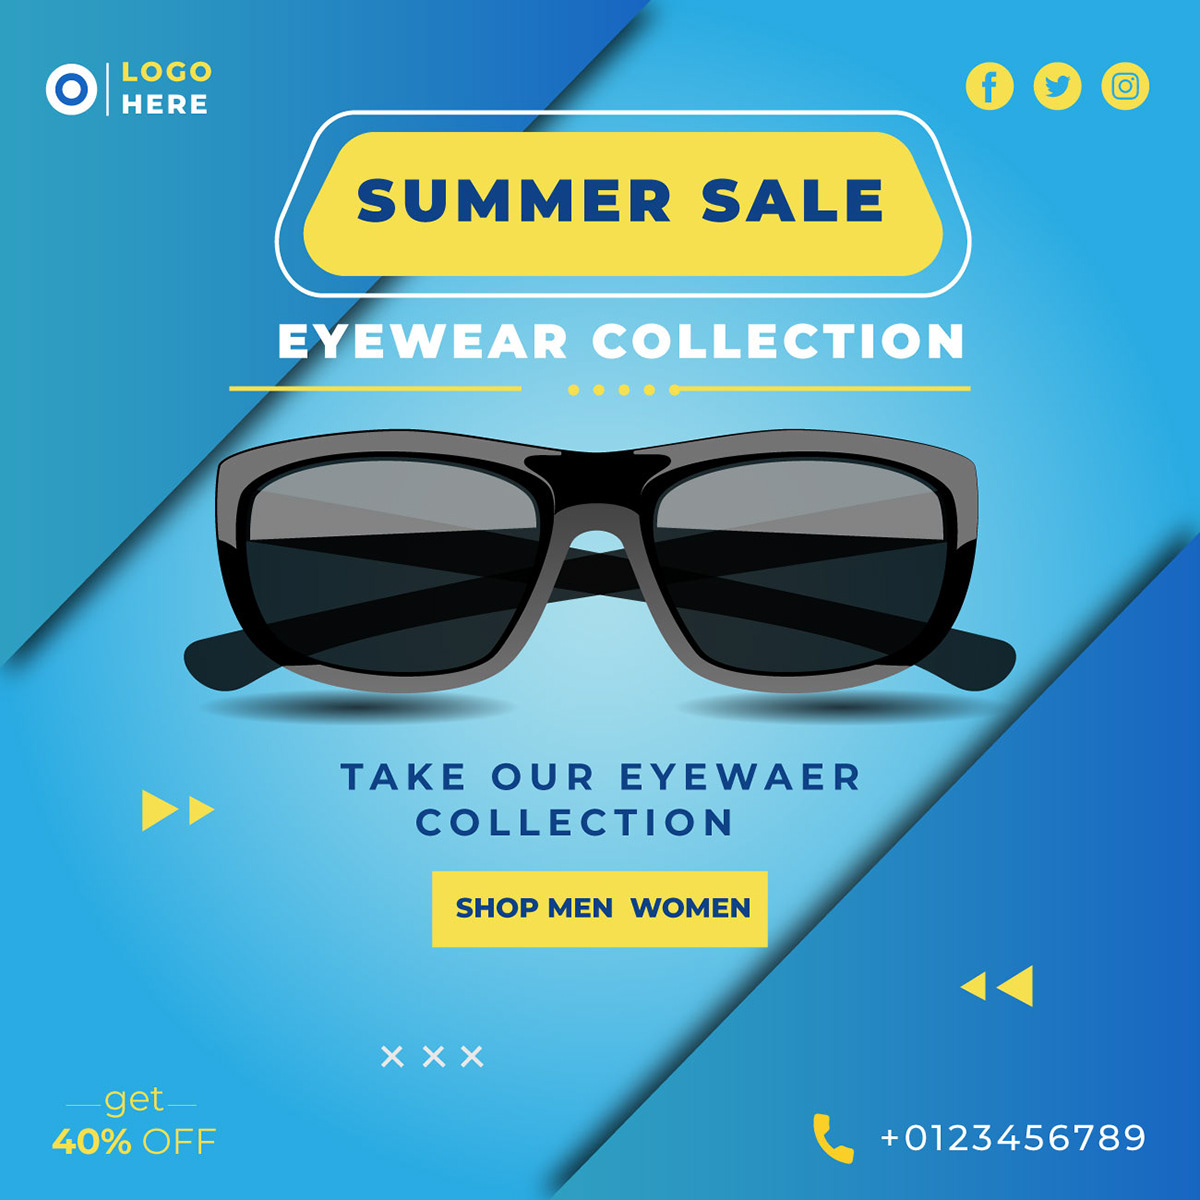 LOGO
HERE
SUMMER SALE
EYEWEAR COLLECTION
TAKE OUR EYEWAER
COLLECTION
SHOP MEN WOMEN
get
40% OFF
+0123456789